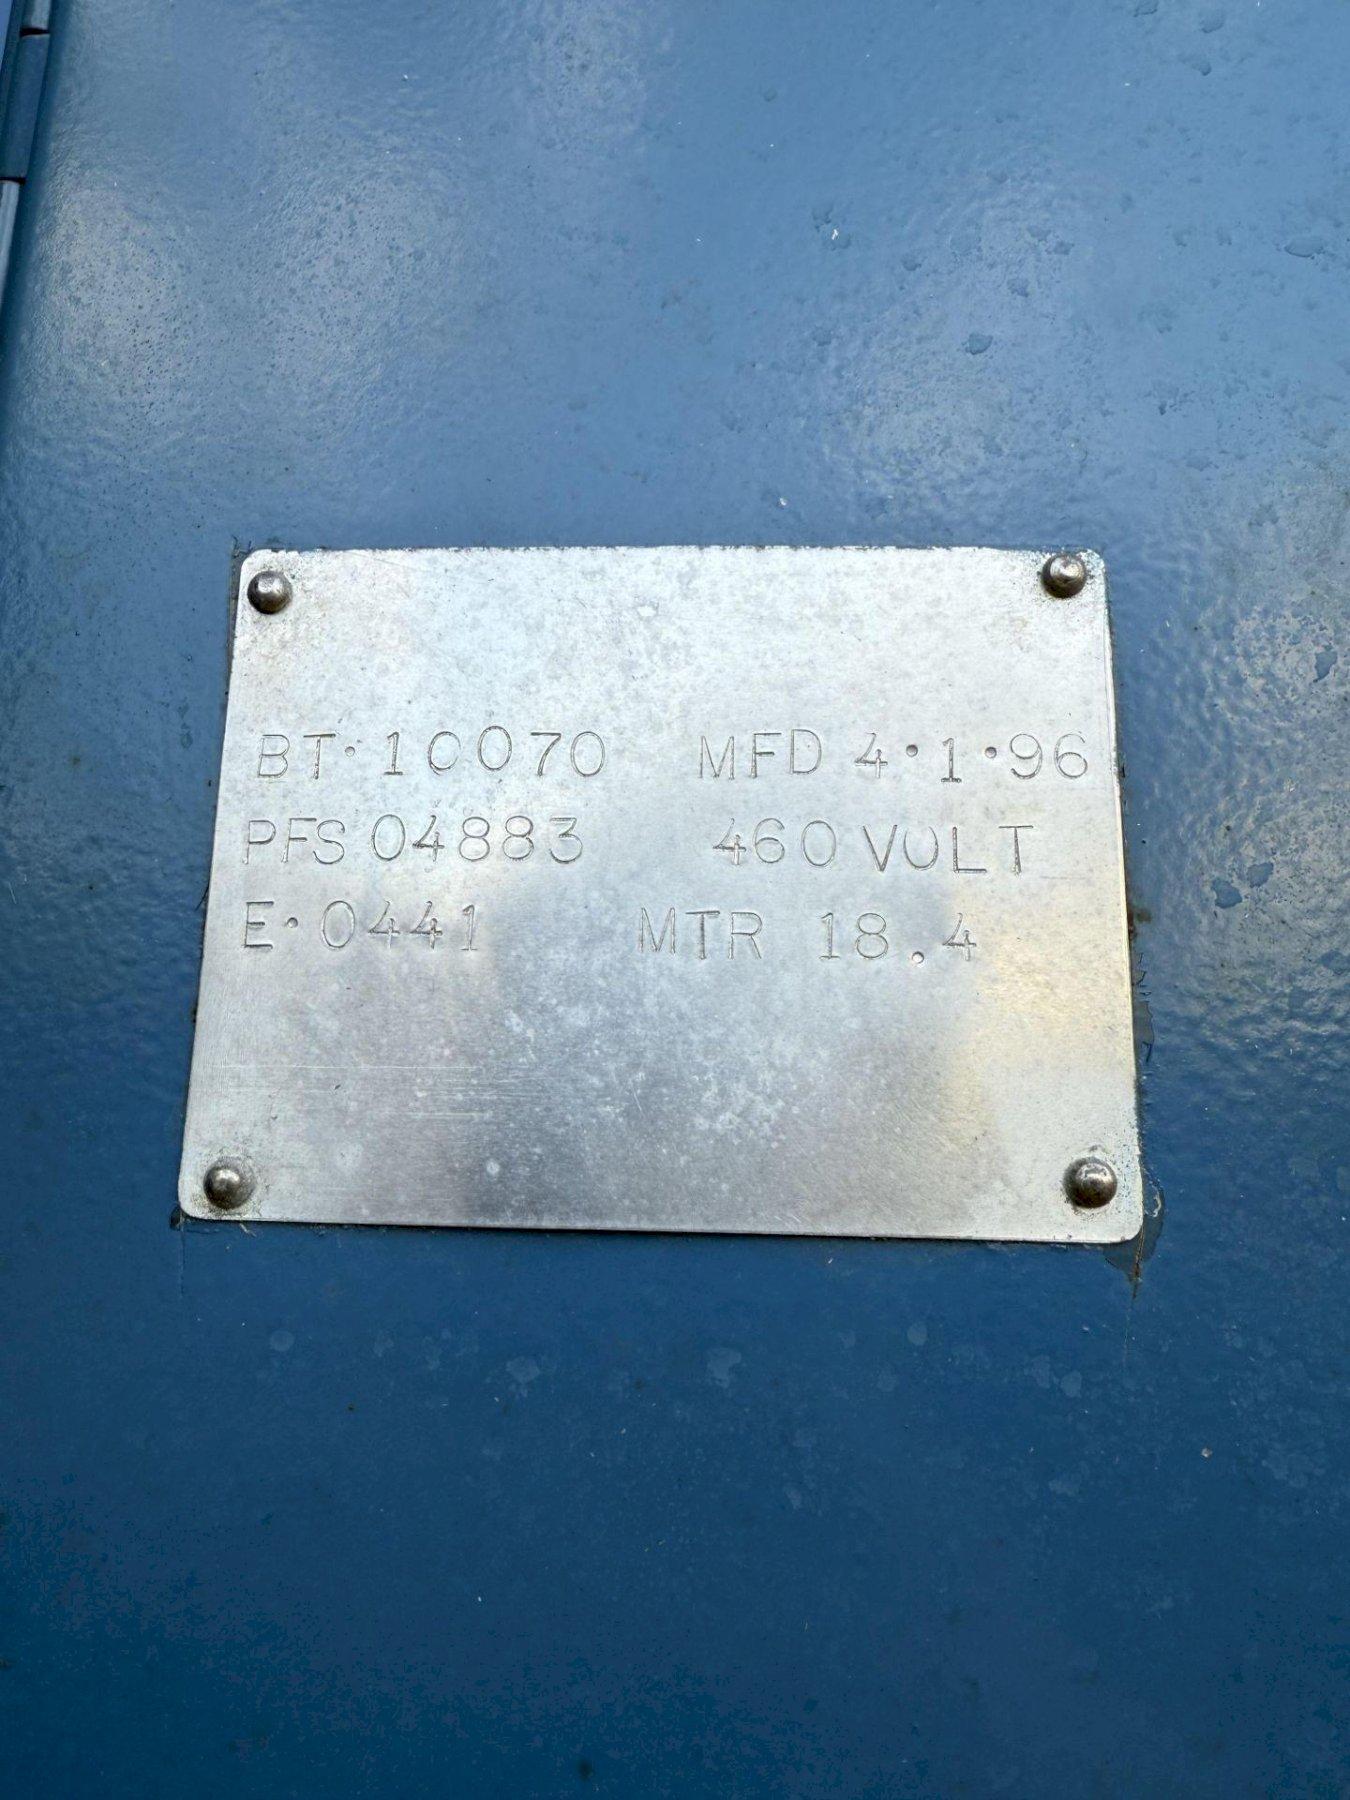 BT·10070 MFD 4·1·96
PFS 04883 460 VOLT
E·0441 MTR 18.4